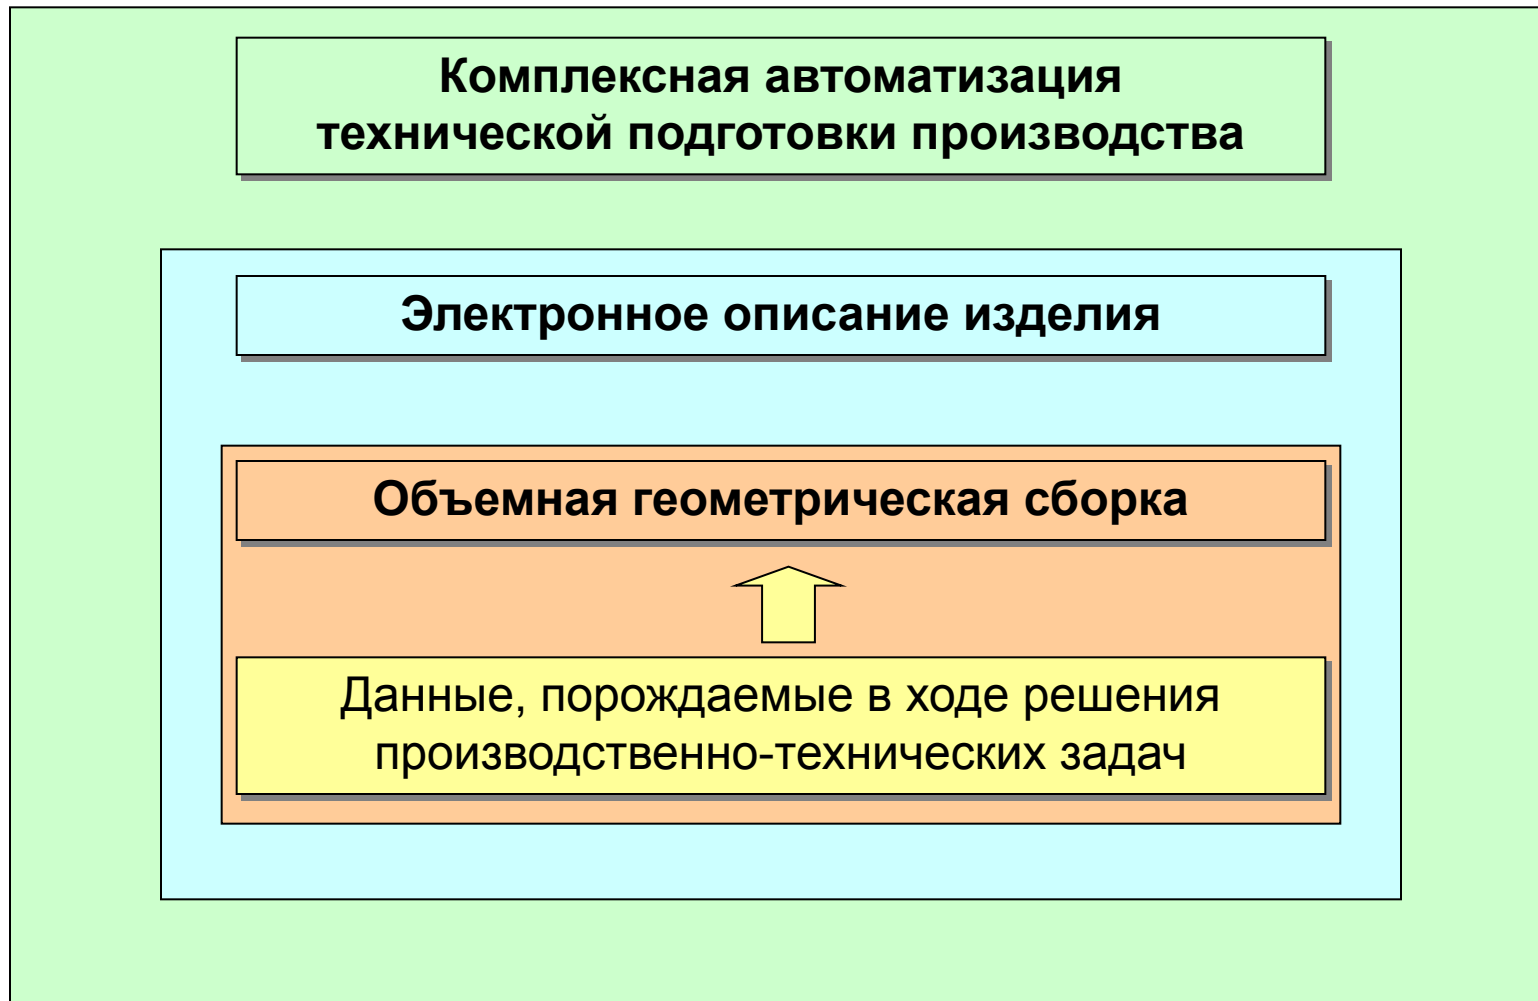 Комплексная автоматизация
технической подготовки производства
Электронное описание изделия
Объемная геометрическая сборка
Данные, порождаемые в ходе решения
производственно-технических задач